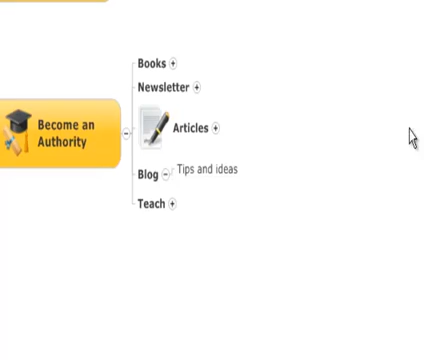 Become an
Authority
Books
Newsletter
Articles
Blog
Tips and ideas
Teach